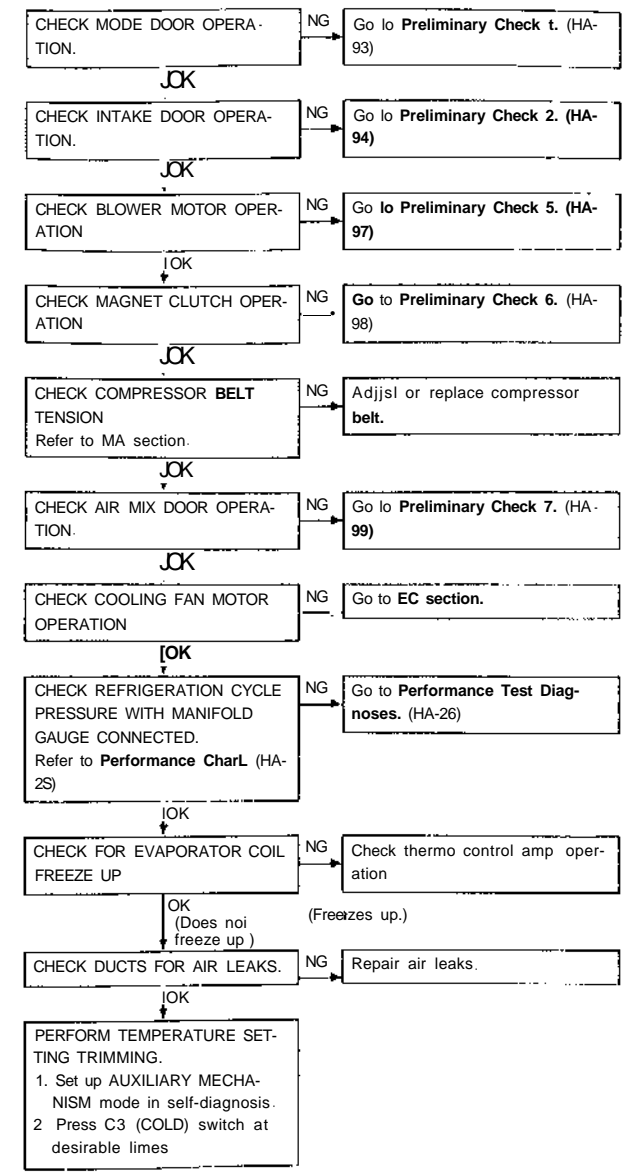 CHECK MODE DOOR OPERA-
TION.
NG
Go lo Preliminary Check t. (HA-
93)
JOK
CHECK INTAKE DOOR OPERA-
TION.
NG
Go lo Preliminary Check 2. (HA-
94)
JOK
CHECK BLOWER MOTOR OPER-
ATION
NG
Go lo Preliminary Check 5. (HA-
97)
IOK
CHECK MAGNET CLUTCH OPER-
ATION
NG
Go to Preliminary Check 6. (HA-
98)
JOK
CHECK COMPRESSOR BELT
TENSION
Refer to MA section.
NG
Adjjsl or replace compressor
belt.
JOK
CHECK AIR MIX DOOR OPERA-
TION.
NG
Go lo Preliminary Check 7. (HA-
99)
JOK
CHECK COOLING FAN MOTOR
OPERATION
NG
Go to EC section.
[OK
CHECK REFRIGERATION CYCLE
PRESSURE WITH MANIFOLD
GAUGE CONNECTED.
Refer to Performance CharL (HA-
2S)
NG
Go to Performance Test Diag-
noses. (HA-26)
IOK
CHECK FOR EVAPORATOR COIL
FREEZE UP
NG
Check thermo control amp oper-
ation
OK
(Does noi
freeze up )
(Freezes up.)
CHECK DUCTS FOR AIR LEAKS.
NG
Repair air leaks.
IOK
PERFORM TEMPERATURE SET-
TING TRIMMING.
1. Set up AUXILIARY MECHA-
NISM mode in self-diagnosis.
2 Press C3 (COLD) switch at
desirable limes